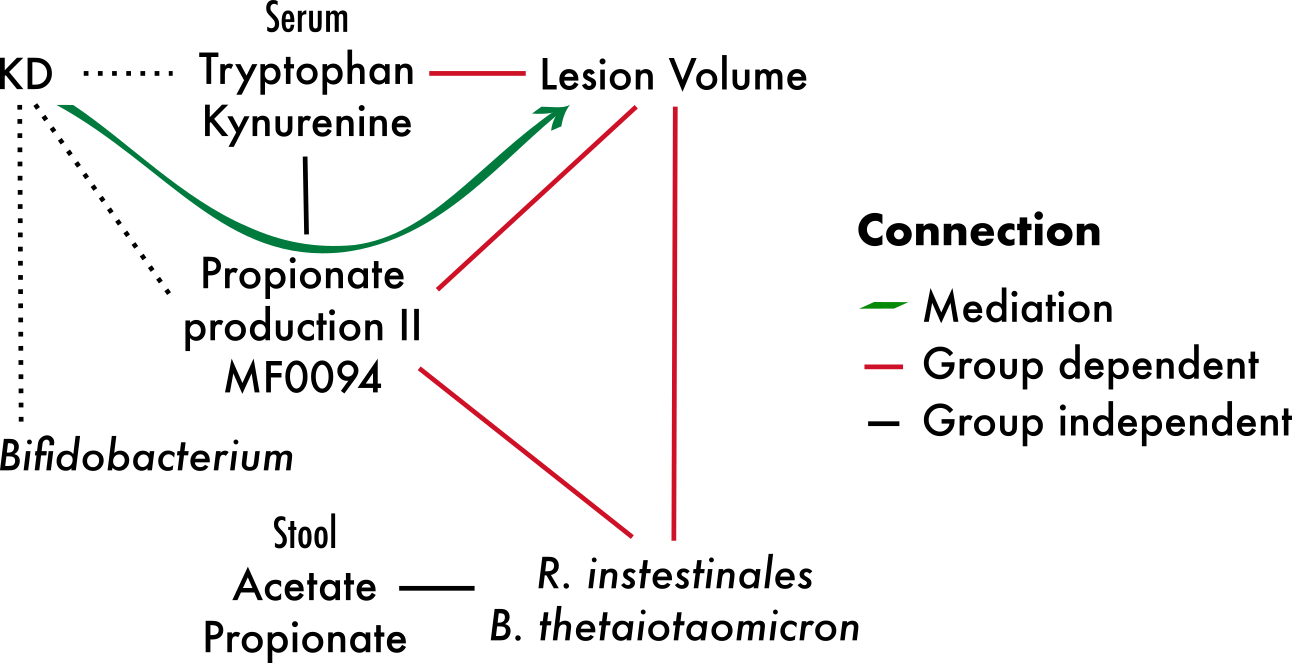 Serum
KD
Tryptophan
Kynurenine
Lesion Volume
Propionate
production II
MF0094
Bifidobacterium
Stool
Acetate
Propionate
R. instestinales
B. thetaiotaomicron
Connection
Mediation
Group dependent
Group independent